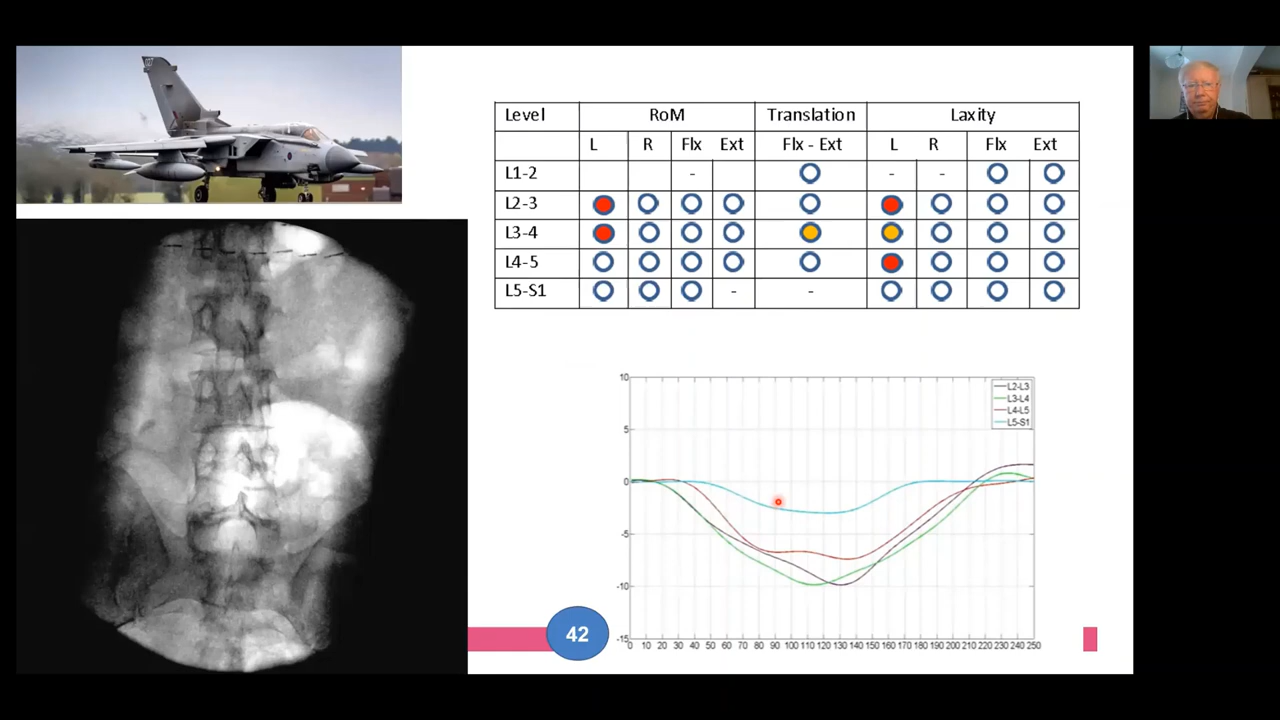 Level RoM Translation Laxity
L R Flx Ext Flx - Ext L R Flx Ext
L1-2 - - -
L2-3
L3-4
L4-5
L5-S1 - -
10
5
0
-5
-10
-15
L2-L3
L3-L4
L4-L5
L5-S1
0 10 20 30 40 50 60 70 80 90 100 110 120 130 140 150 160 170 180 190 200 210 220 230 240 250
42